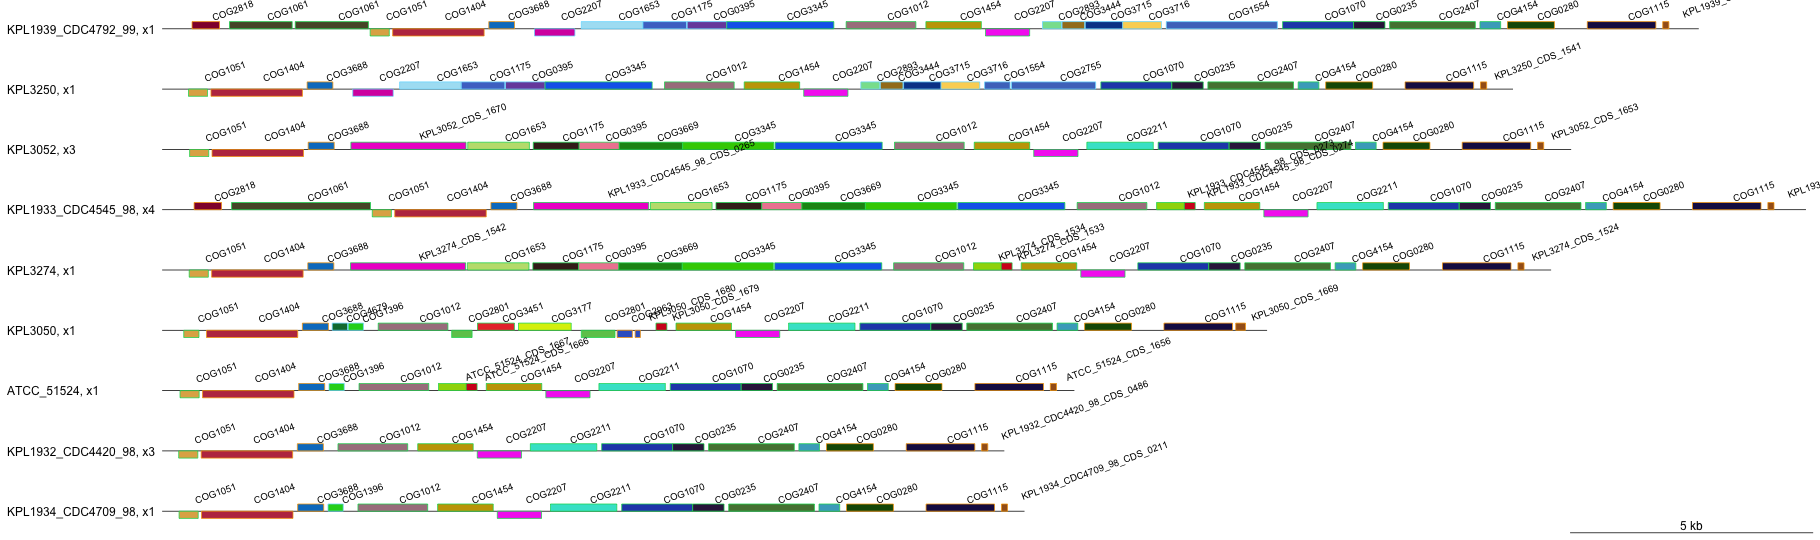 KPL1939_CDC4792_99, x1 COG2818 COG1061 COG1061 COG1051 COG1404 COG3688 COG2207 COG1653 COG1175 COG0395 COG3345 COG1012 COG1454 COG2207 COG2893 COG3444 COG3715 COG3716 COG1554 COG1070 COG0235 COG2407 COG4154 COG0280 COG1115
KPL3250, x1 COG1051 COG1404 COG3688 COG2207 COG1653 COG1175 COG0395 COG3345 COG1012 COG1454 COG2207 COG2893 COG3444 COG3715 COG3716 COG1554 COG2755 COG1070 COG0235 COG2407 COG4154 COG0280 COG1115 KPL3250_CDS_1541
KPL3052, x3 COG1051 COG1404 COG3688 KPL3052_CDS_1670 COG1653 COG1175 COG0395 COG3669 COG3345 COG3345 COG1012 COG1454 COG2207 COG2211 COG1070 COG0235 COG2407 COG4154 COG0280 COG1115 KPL3052_CDS_1653
KPL1933_CDC4545_98, x4 COG2818 COG1061 COG1051 COG1404 COG3688 KPL1933_CDC4545_98_CDS_0265 COG1653 COG1175 COG0395 COG3669 COG3345 COG3345 COG1012 KPL1933_CDC4545_98_CDS_0273 KPL1933_CDC4545_98_CDS_0274 COG1454 COG2207 COG2211 COG1070 COG0235 COG2407 COG4154 COG0280 COG1115
KPL3274, x1 COG1051 COG1404 COG3688 KPL3274_CDS_1542 COG1653 COG1175 COG0395 COG3669 COG3345 COG3345 COG1012 KPL3274_CDS_1534 KPL3274_CDS_1533 COG1454 COG2207 COG1070 COG0235 COG2407 COG4154 COG0280 COG1115 KPL3274_CDS_1524
KPL3050, x1 COG1051 COG1404 COG3688 COG4679 COG1396 COG1012 COG2801 COG3451 COG3177 COG2801 COG2963 KPL3050_CDS_1680 KPL3050_CDS_1679 COG1454 COG2207 COG2211 COG1070 COG0235 COG2407 COG4154 COG0280 COG1115 KPL3050_CDS_1669
ATCC_51524, x1 COG1051 COG1404 COG3688 COG1396 COG1012 ATCC_51524_CDS_1667 ATCC_51524_CDS_1666 COG1454 COG2207 COG2211 COG1070 COG0235 COG2407 COG4154 COG0280 COG1115 ATCC_51524_CDS_1656
KPL1932_CDC4420_98, x3 COG1051 COG1404 COG3688 COG1012 COG1454 COG2207 COG2211 COG1070 COG0235 COG2407 COG4154 COG0280 COG1115 KPL1932_CDC4420_98_CDS_0486
KPL1934_CDC4709_98, x1 COG1051 COG1404 COG3688 COG1396 COG1012 COG1454 COG2207 COG2211 COG1070 COG0235 COG2407 COG4154 COG0280 COG1115 KPL1934_CDC4709_98_CDS_0211
5 kb